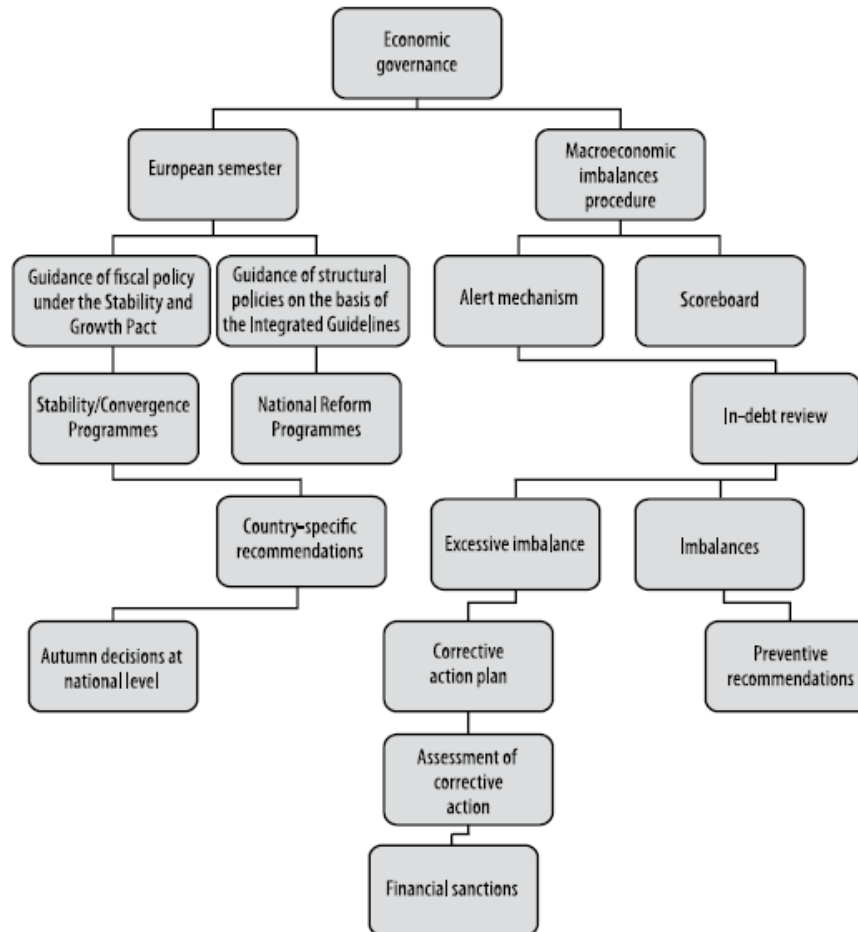 Economic
governance
European semester
Macroeconomic
imbalances
procedure
Guidance of fiscal policy
under the Stability and
Growth Pact
Guidance of structural
policies on the basis of
the Integrated Guidelines
Alert mechanism
Scoreboard
Stability/Convergence
Programmes
National Reform
Programmes
In-debt review
Country-specific
recommendations
Excessive imbalance
Imbalances
Autumn decisions at
national level
Corrective
action plan
Preventive
recommendations
Assessment of
corrective
action
Financial sanctions